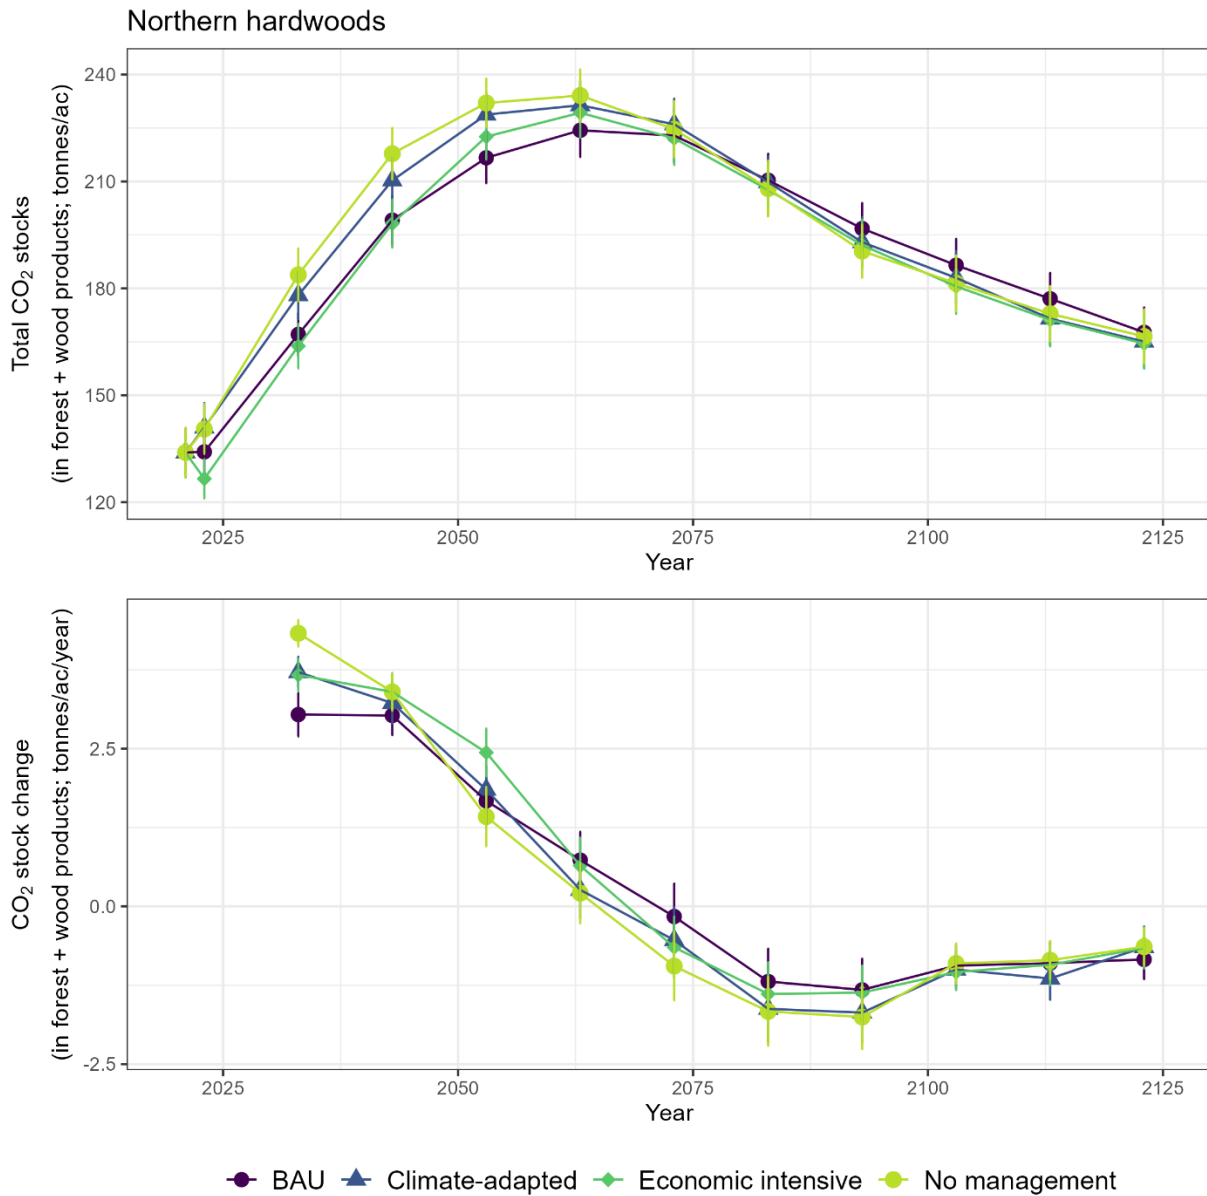 Northern hardwoods
Total CO₂ stocks
(in forest + wood products; tonnes/ac)
240
210
180
150
120
2025 2050 2075 2100 2125
Year
CO₂ stock change
(in forest + wood products; tonnes/ac/year)
2.5
0.0
-2.5
2025 2050 2075 2100 2125
Year
BAU Climate-adapted Economic intensive No management